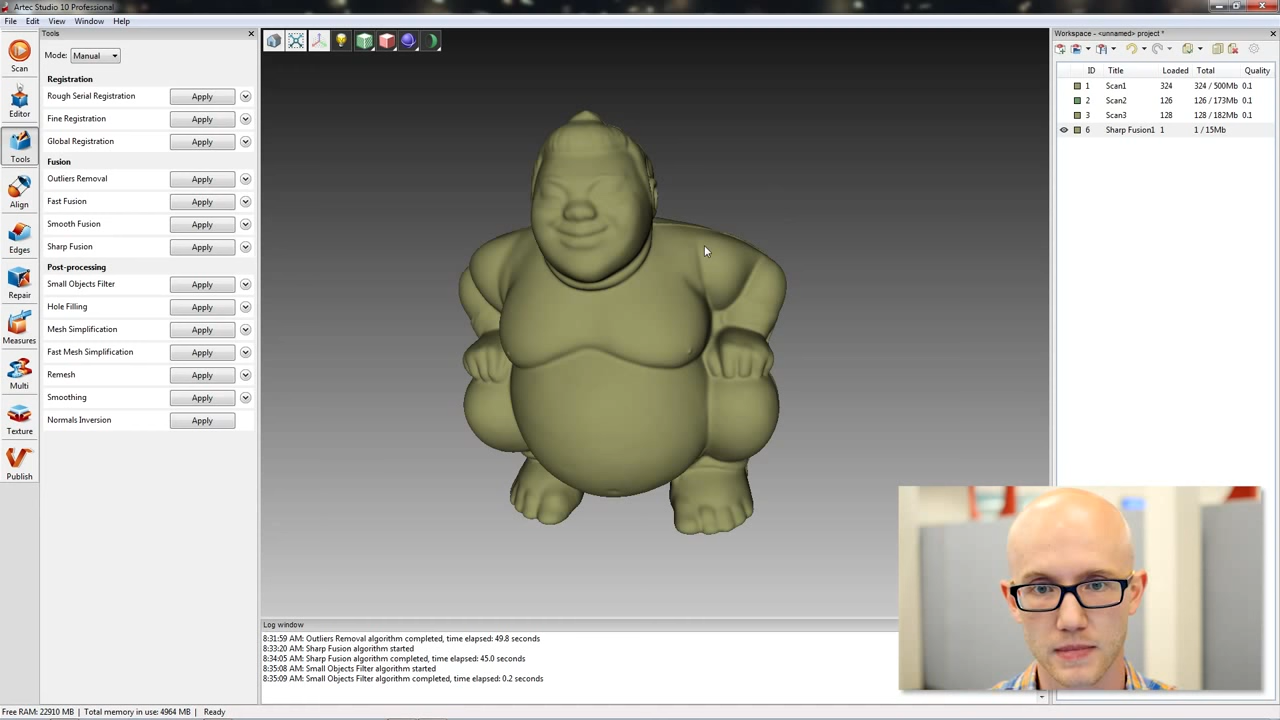 Artec Studio 10 Professional
File Edit View Window Help
Tools
Mode: Manual
Registration
Rough Serial Registration Apply
Fine Registration Apply
Global Registration Apply
Fusion
Outliers Removal Apply
Fast Fusion Apply
Smooth Fusion Apply
Sharp Fusion Apply
Post-processing
Small Objects Filter Apply
Hole Filling Apply
Mesh Simplification Apply
Fast Mesh Simplification Apply
Remesh Apply
Smoothing Apply
Normals Inversion Apply
Scan
Editor
Tools
Align
Edges
Repair
Measures
Multi
Texture
Publish
Workspace - <unnamed> project *
ID Title Loaded Total Quality
1 Scan1 324 324 / 500Mb 0.1
2 Scan2 126 126 / 173Mb 0.1
3 Scan3 128 128 / 182Mb 0.1
6 Sharp Fusion1 1 1 / 15Mb
Log window
8:31:59 AM: Outliers Removal algorithm completed, time elapsed: 49.8 seconds
8:33:20 AM: Sharp Fusion algorithm started
8:34:05 AM: Sharp Fusion algorithm completed, time elapsed: 45.0 seconds
8:35:08 AM: Small Objects Filter algorithm started
8:35:09 AM: Small Objects Filter algorithm completed, time elapsed: 0.2 seconds
Free RAM: 22910 MB | Total memory in use: 4964 MB | Ready